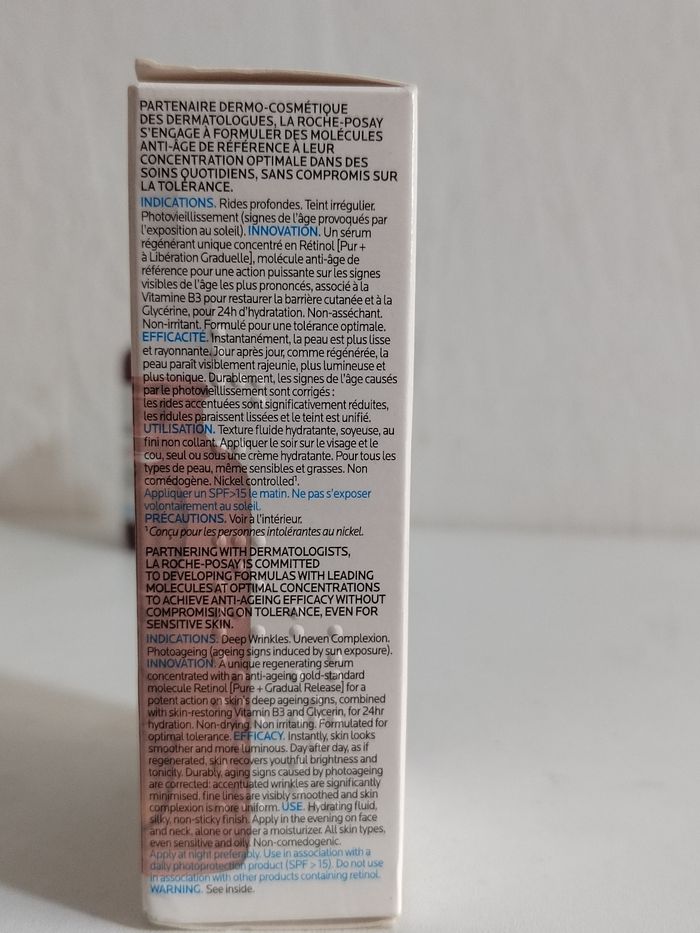 PARTENAIRE DERMO-COSMÉTIQUE
DES DERMATOLOGUES, LA ROCHE-POSAY
S'ENGAGE À FORMULER DES MOLÉCULES
ANTI-ÂGE DE RÉFÉRENCE À LEUR
CONCENTRATION OPTIMALE DANS DES
SOINS QUOTIDIENS, SANS COMPROMIS SUR
LA TOLÉRANCE.
INDICATIONS. Rides profondes. Teint irrégulier.
Photovieillissement (signes de l'âge provoqués par
l'exposition au soleil). INNOVATION. Un sérum
régénérant unique concentré en Rétinol [Pur +
à Libération Graduelle], molécule anti-âge de
référence pour une action puissante sur les signes
visibles de l'âge les plus prononcés, associé à la
Vitamine B3 pour restaurer la barrière cutanée et à la
Glycérine, pour 24h d'hydratation. Non-asséchant.
Non-irritant. Formulé pour une tolérance optimale.
EFFICACITÉ. Instantanément, la peau est plus lisse
et rayonnante. Jour après jour, comme régénérée, la
peau paraît visiblement rajeunie, plus lumineuse et
plus tonique. Durablement, les signes de l'âge causés
par le photovieillissement sont corrigés :
les rides accentuées sont significativement réduites,
les ridules paraissent lissées et le teint est unifié.
UTILISATION. Texture fluide hydratante, soyeuse, au
fini non collant. Appliquer le soir sur le visage et le
cou, seul ou sous une crème hydratante. Pour tous les
types de peau, même sensibles et grasses. Non
comédogène. Nickel controlled¹.
Appliquer un SPF>15 le matin. Ne pas s'exposer
volontairement au soleil.
PRÉCAUTIONS. Voir à l'intérieur.
¹ Conçu pour les personnes intolérantes au nickel.
PARTNERING WITH DERMATOLOGISTS,
LA ROCHE-POSAY IS COMMITTED
TO DEVELOPING FORMULAS WITH LEADING
MOLECULES AT OPTIMAL CONCENTRATIONS
TO ACHIEVE ANTI-AGEING EFFICACY WITHOUT
COMPROMISING ON TOLERANCE, EVEN FOR
SENSITIVE SKIN.
INDICATIONS. Deep Wrinkles. Uneven Complexion.
Photoageing (ageing signs induced by sun exposure).
INNOVATION. A unique regenerating serum
concentrated with an anti-ageing gold-standard
molecule Retinol [Pure + Gradual Release] for a
potent action on skin's deep ageing signs, combined
with skin-restoring Vitamin B3 and Glycerin, for 24hr
hydration. Non-drying. Non irritating. Formulated for
optimal tolerance. EFFICACY. Instantly, skin looks
smoother and more luminous. Day after day, as if
regenerated, skin recovers youthful brightness and
tonicity. Durably, aging signs caused by photoageing
are corrected: accentuated wrinkles are significantly
minimised, fine lines are visibly smoothed and skin
complexion is more uniform. USE. Hydrating fluid,
silky, non-sticky finish. Apply in the evening on face
and neck, alone or under a moisturizer. All skin types,
even sensitive and oily. Non-comedogenic.
Apply at night preferably. Use in association with a
daily photoprotection product (SPF > 15). Do not use
in association with other products containing retinol.
WARNING. See inside.